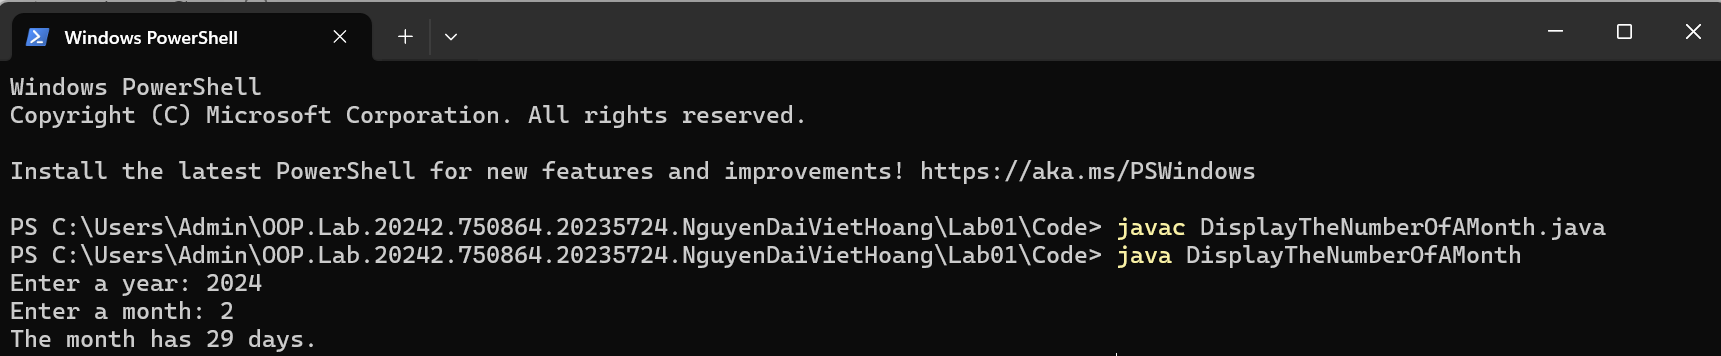 Windows PowerShell
Windows PowerShell
Copyright (C) Microsoft Corporation. All rights reserved.
Install the latest PowerShell for new features and improvements! https://aka.ms/PSWindows
PS C:\Users\Admin\OOP.Lab.20242.750864.20235724.NguyenDaiVietHoang\Lab01\Code> javac DisplayTheNumberOfAMonth.java
PS C:\Users\Admin\OOP.Lab.20242.750864.20235724.NguyenDaiVietHoang\Lab01\Code> java DisplayTheNumberOfAMonth
Enter a year: 2024
Enter a month: 2
The month has 29 days.